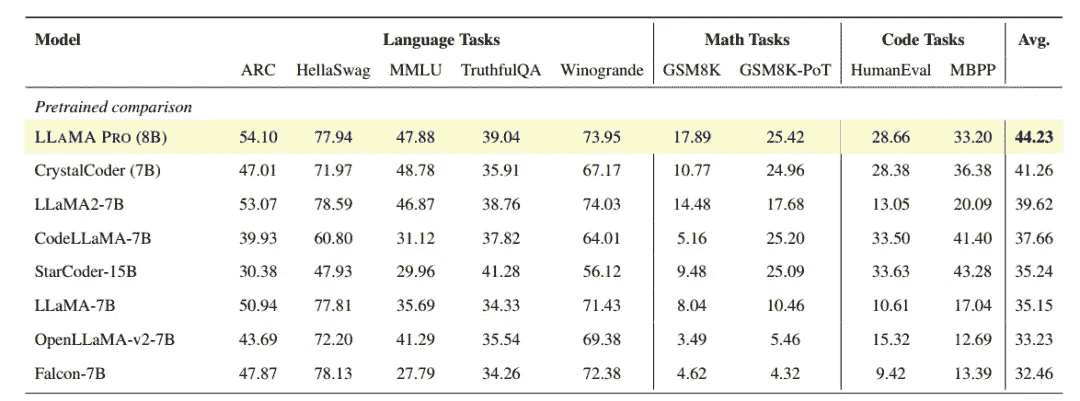 Model Language Tasks Math Tasks Code Tasks Avg.
ARC HellaSwag MMLU TruthfulQA Winogrande GSM8K GSM8K-PoT HumanEval MBPP
Pretrained comparison
LLAMA PRO (8B) 54.10 77.94 47.88 39.04 73.95 17.89 25.42 28.66 33.20 44.23
CrystalCoder (7B) 47.01 71.97 48.78 35.91 67.17 10.77 24.96 28.38 36.38 41.26
LLaMA2-7B 53.07 78.59 46.87 38.76 74.03 14.48 17.68 13.05 20.09 39.62
CodeLLaMA-7B 39.93 60.80 31.12 37.82 64.01 5.16 25.20 33.50 41.40 37.66
StarCoder-15B 30.38 47.93 29.96 41.28 56.12 9.48 25.09 33.63 43.28 35.24
LLaMA-7B 50.94 77.81 35.69 34.33 71.43 8.04 10.46 10.61 17.04 35.15
OpenLLaMA-v2-7B 43.69 72.20 41.29 35.54 69.38 3.49 5.46 15.32 12.69 33.23
Falcon-7B 47.87 78.13 27.79 34.26 72.38 4.62 4.32 9.42 13.39 32.46